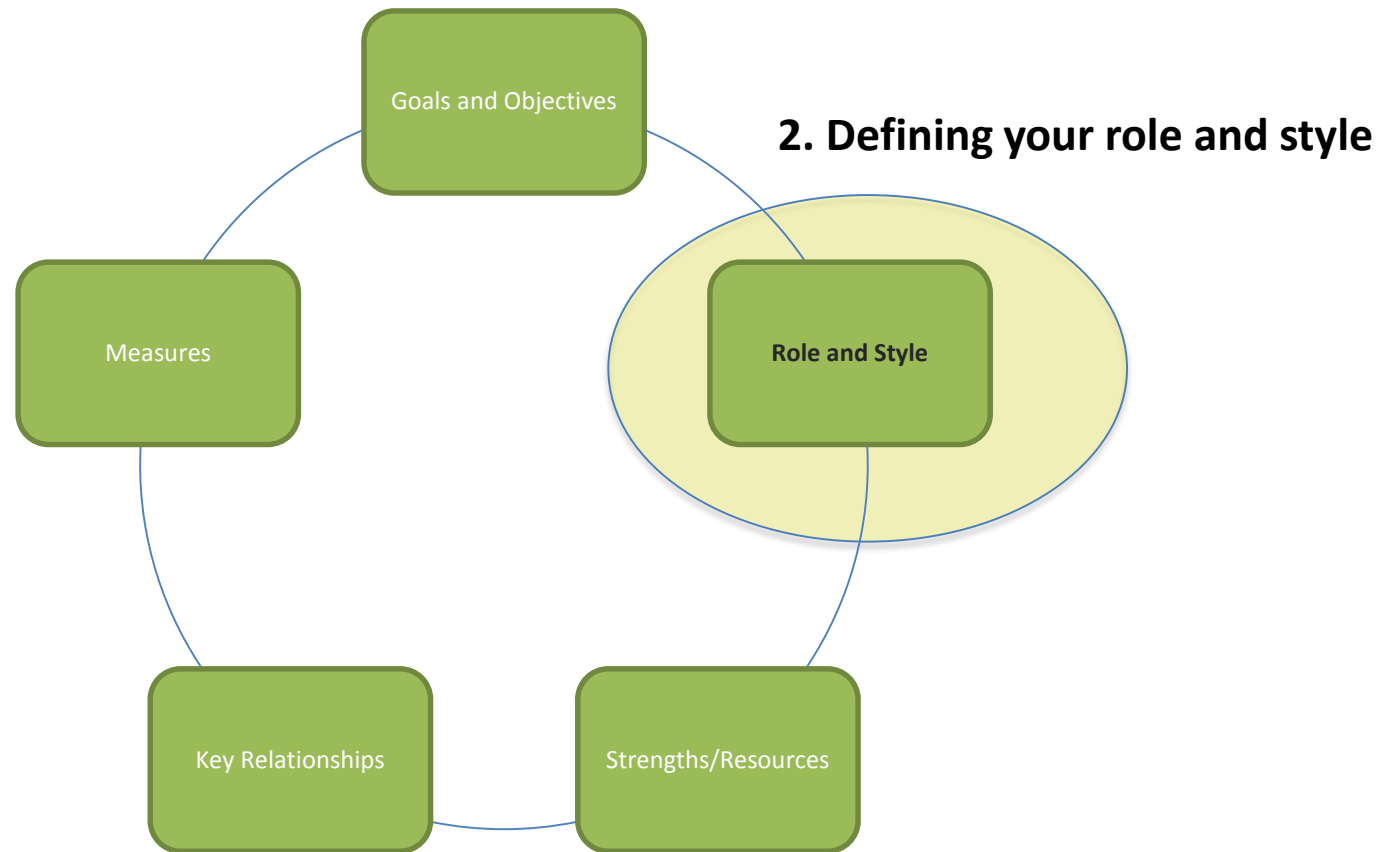 Goals and Objectives
2. Defining your role and style
Measures
Role and Style
Key Relationships
Strengths/Resources